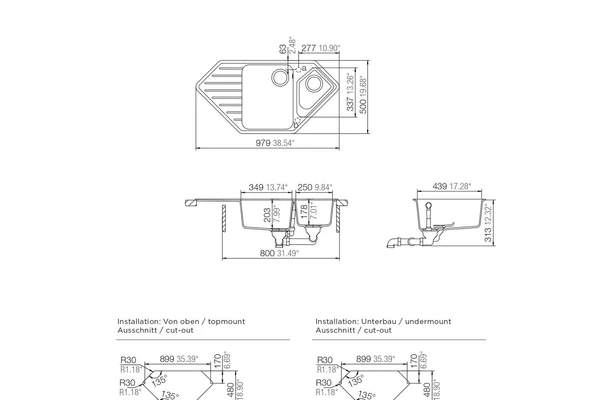 63 2.48"
277 10.90"
a
337 13.26"
500 19.68"
979 38.54"
349 13.74"
250 9.84"
439 17.28"
203 7.99"
178 7.01"
313 12.32"
800 31.49"
Installation: Von oben / topmount
Ausschnitt / cut-out
Installation: Unterbau / undermount
Ausschnitt / cut-out
R30
R1.18"
899 35.39"
170 6.69"
135°
R30
R1.18"
135°
480 18.90"
R30
R1.18"
899 35.39"
170 6.69"
135°
R30
R1.18"
135°
480 18.90"